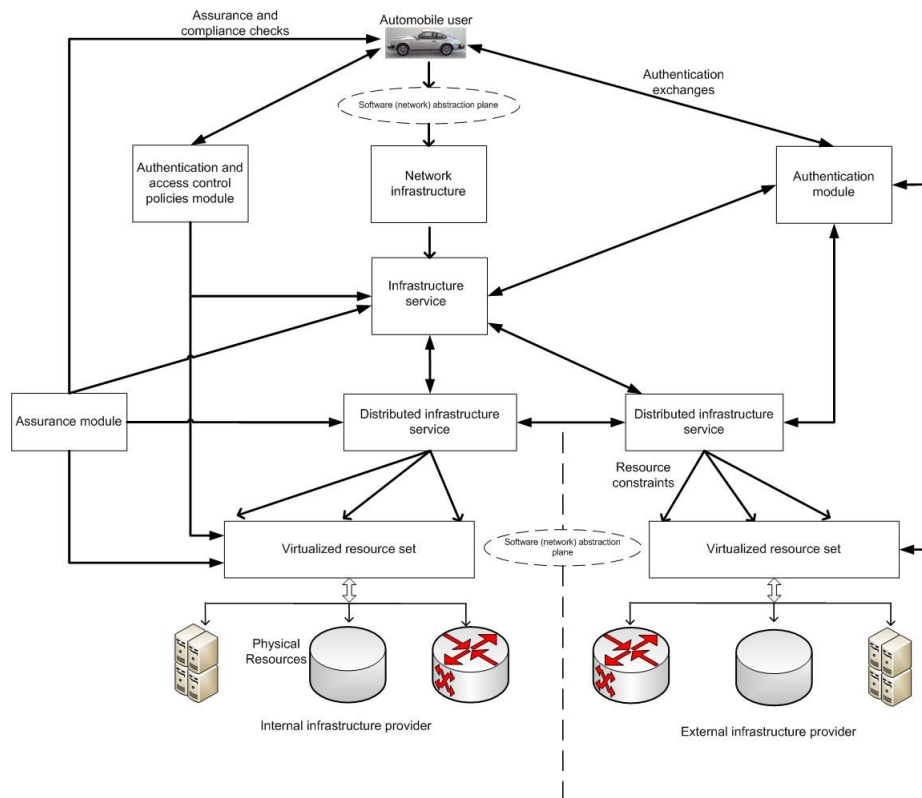 Assurance and
compliance checks
Automobile user
Authentication
exchanges
Software (network) abstraction plane
Authentication and
access control
policies module
Network
infrastructure
Authentication
module
Infrastructure
service
Assurance module
Distributed infrastructure
service
Distributed infrastructure
service
Resource
constraints
Virtualized resource set
Software (network) abstraction
plane
Virtualized resource set
Physical
Resources
Internal infrastructure provider
External infrastructure provider